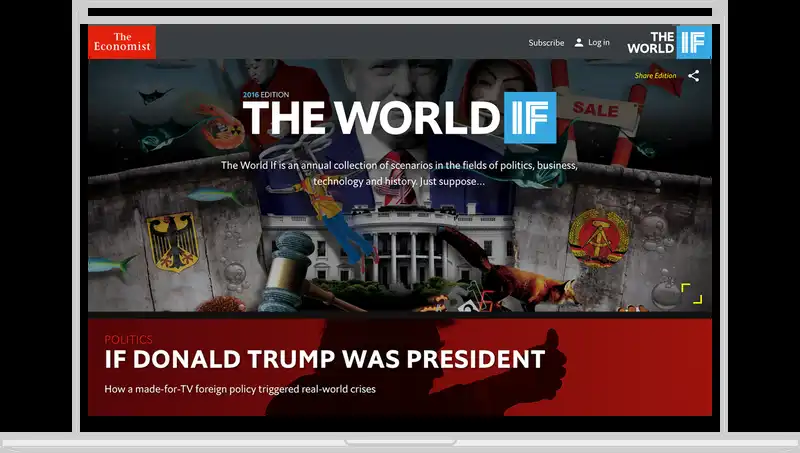 The
Economist
Subscribe
Log in
THE
WORLD IF
Share Edition
SALE
2016 EDITION
THE WORLD IF
The World If is an annual collection of scenarios in the fields of politics, business,
technology and history. Just suppose…
POLITICS
IF DONALD TRUMP WAS PRESIDENT
How a made-for-TV foreign policy triggered real-world crises